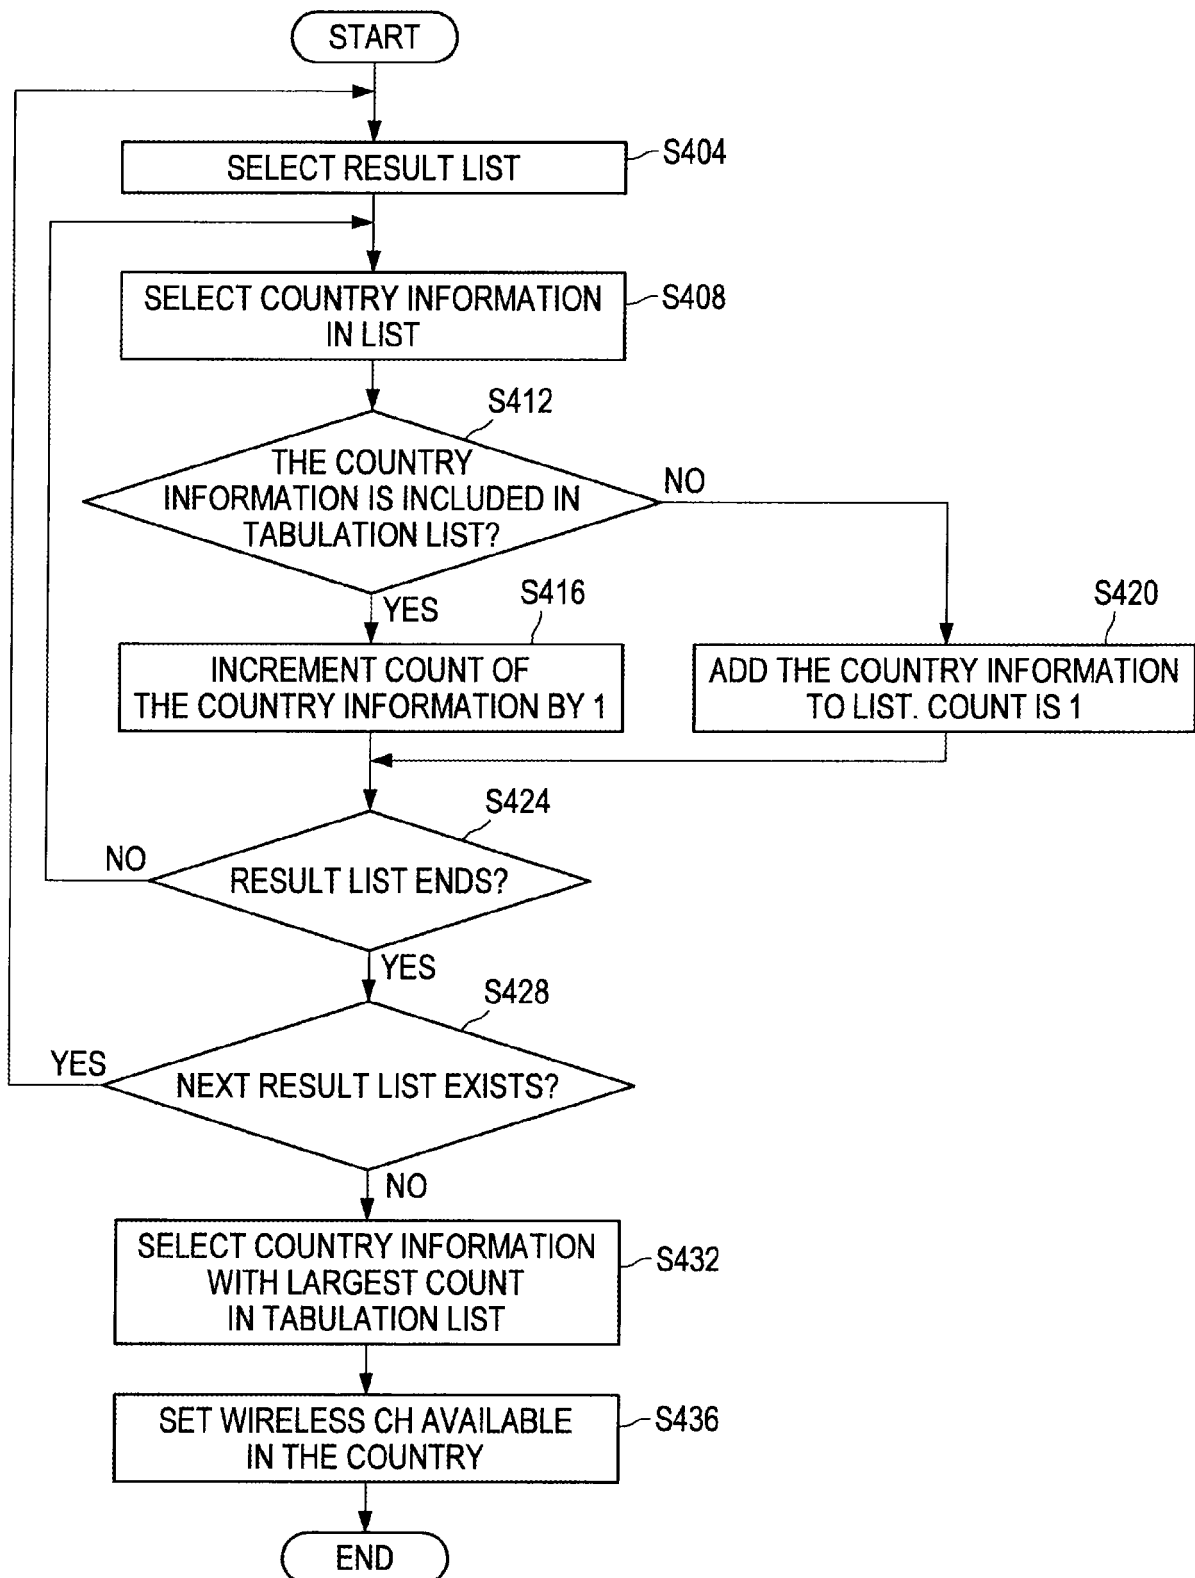 START
SELECT RESULT LIST
S404
SELECT COUNTRY INFORMATION
IN LIST
S408
S412
THE COUNTRY
INFORMATION IS INCLUDED IN
TABULATION LIST?
NO
YES
S416
INCREMENT COUNT OF
THE COUNTRY INFORMATION BY 1
S420
ADD THE COUNTRY INFORMATION
TO LIST. COUNT IS 1
S424
NO
RESULT LIST ENDS?
YES
S428
YES
NEXT RESULT LIST EXISTS?
NO
SELECT COUNTRY INFORMATION
WITH LARGEST COUNT
IN TABULATION LIST
S432
SET WIRELESS CH AVAILABLE
IN THE COUNTRY
S436
END